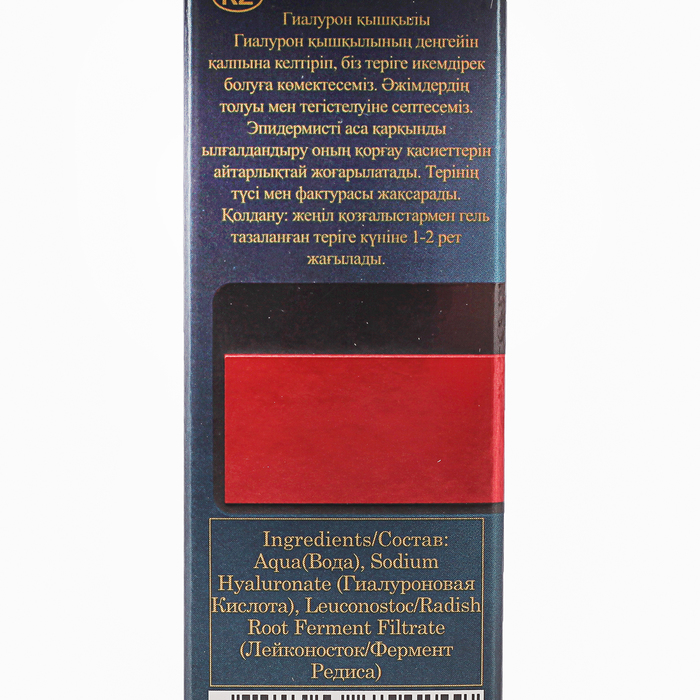 KZ
Гиалурон қышқылы
Гиалурон қышқылының деңгейін
қалпына келтіріп, біз теріге икемдірек
болуға көмектесеміз. Әжімдердің
толуы мен тегістелуіне септесеміз.
Эпидермисті аса қарқынды
ылғалдандыру оның қорғау қасиеттерін
айтарлықтай жоғарылатады. Терінің
түсі мен фактурасы жақсарады.
Қолдану: жеңіл қозғалыстармен гель
тазаланған теріге күніне 1-2 рет
жағылады.
Ingredients/Состав:
Aqua(Вода), Sodium
Hyaluronate (Гиалуроновая
Кислота), Leuconostoc/Radish
Root Ferment Filtrate
(Лейконосток/Фермент
Редиса)